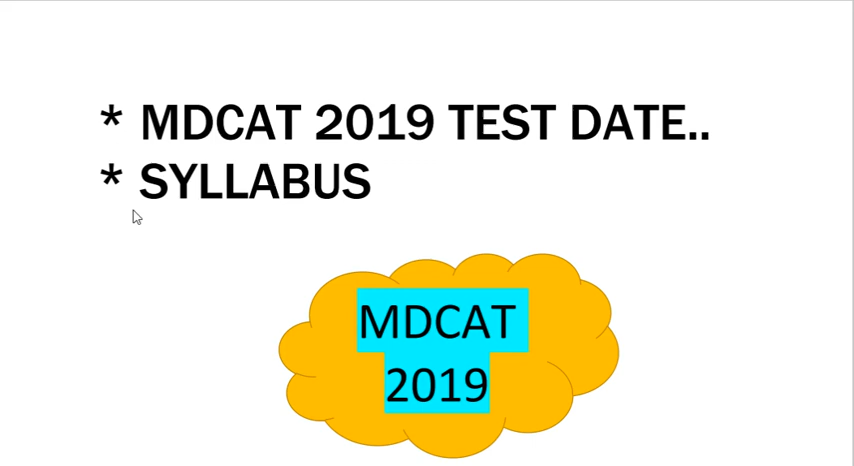 * MDCAT 2019 TEST DATE..
* SYLLABUS
MDCAT
2019